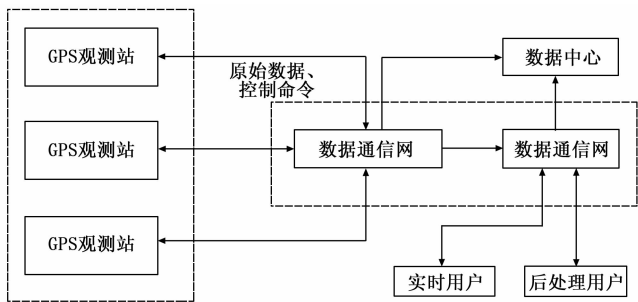 GPS观测站
数据中心
原始数据、
控制命令
GPS观测站
数据通信网
数据通信网
GPS观测站
实时用户
后处理用户